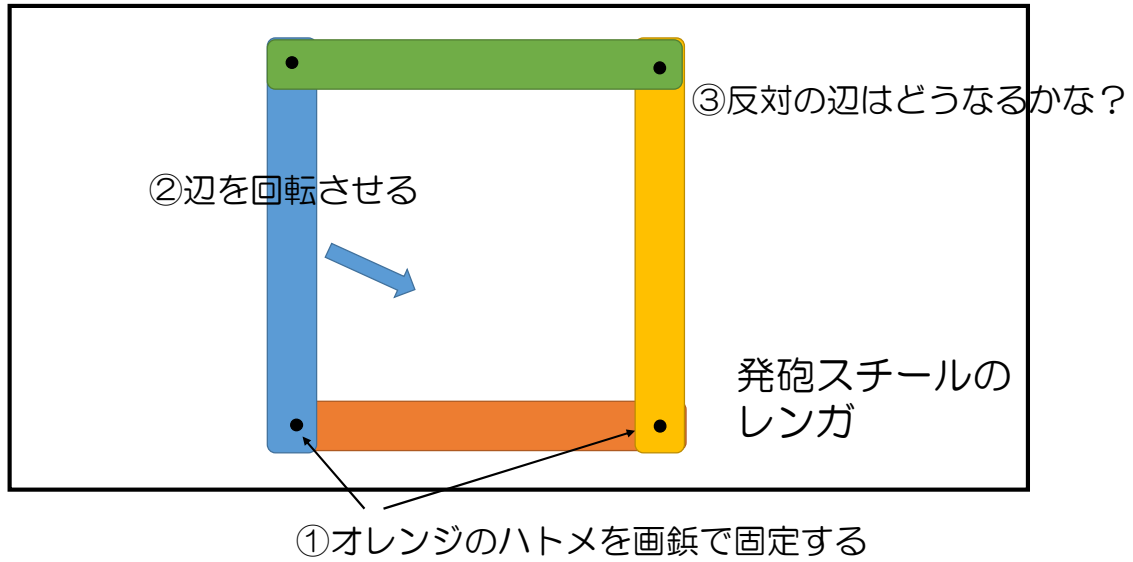 ③反対の辺はどうなるかな？
②辺を回転させる
発砲スチールの
レンガ
①オレンジのハトメを画鋲で固定する